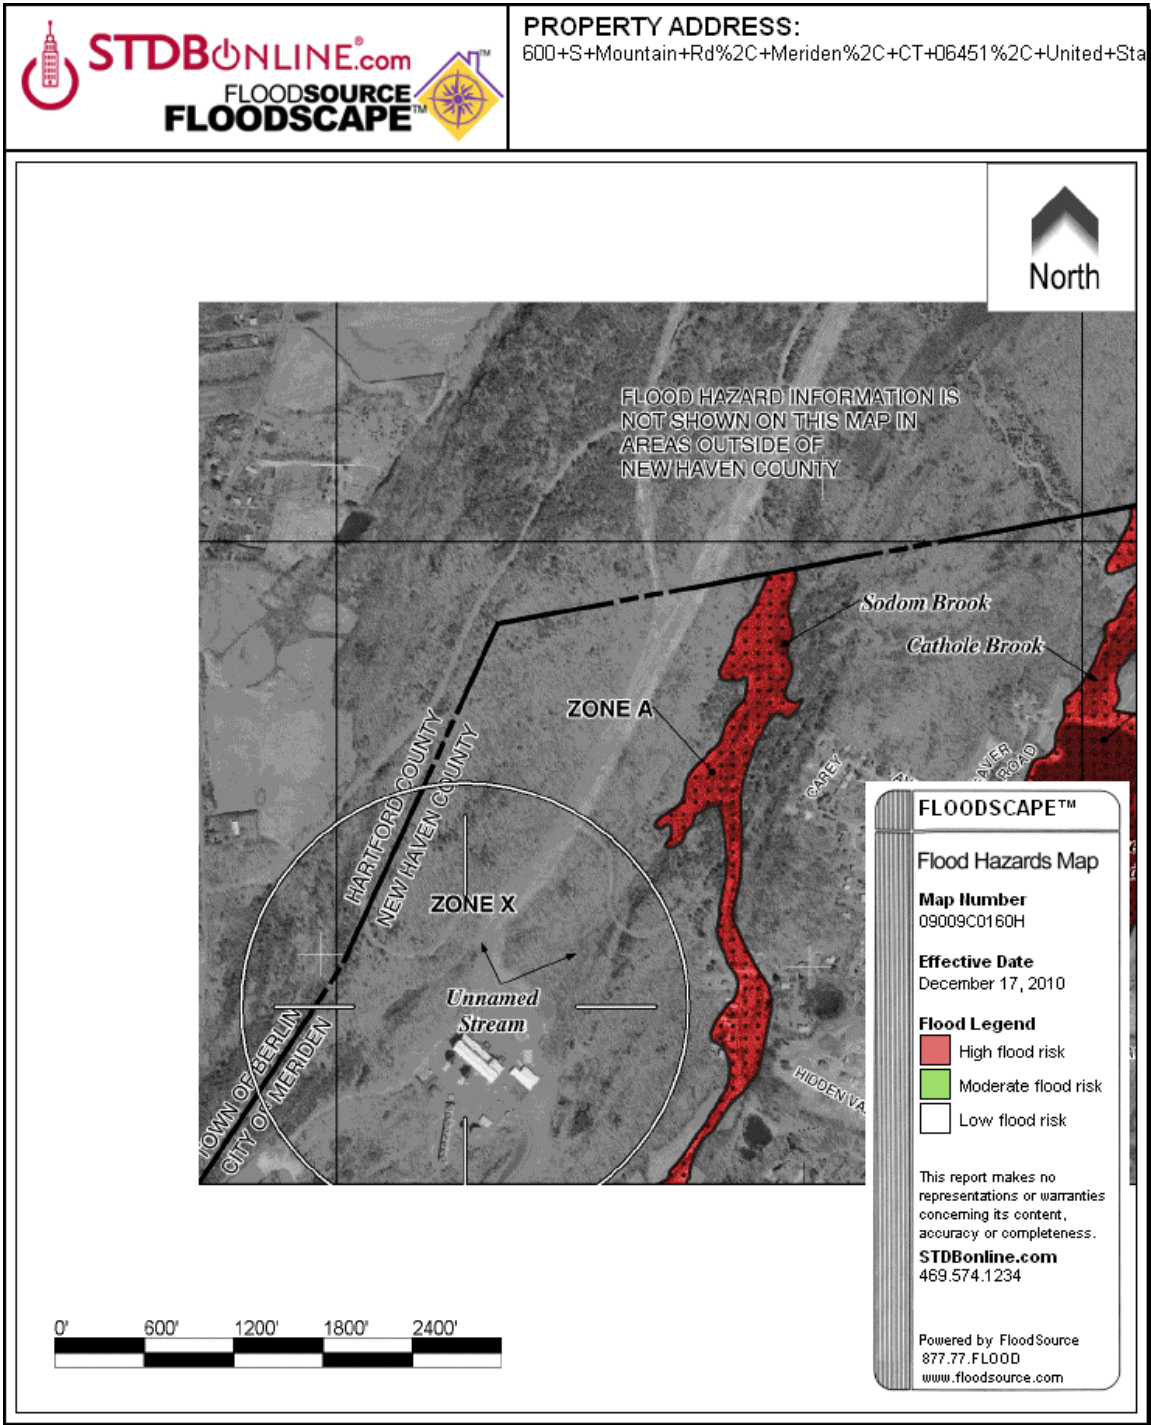 STDBONLINE®.com
FLOODSOURCE
FLOODSCAPE™
TM
PROPERTY ADDRESS:
600+S+Mountain+Rd%2C+Meriden%2C+CT+06451%2C+United+Sta
North
FLOOD HAZARD INFORMATION IS
NOT SHOWN ON THIS MAP IN
AREAS OUTSIDE OF
NEW HAVEN COUNTY
Sodom Brook
Cathole Brook
ZONE A
HARTFORD COUNTY
NEW HAVEN COUNTY
CAREY
AV
AVER
ROAD
ZONE X
Unnamed
Stream
TOWN OF BERLIN
CITY OF MERIDEN
HIDDEN VA
FLOODSCAPE™
Flood Hazards Map
Map Number
09009C0160H
Effective Date
December 17, 2010
Flood Legend
High flood risk
Moderate flood risk
Low flood risk
This report makes no
representations or warranties
concerning its content,
accuracy or completeness.
STDBonline.com
469.574.1234
Powered by FloodSource
877.77.FLOOD
www.floodsource.com
0' 600' 1200' 1800' 2400'